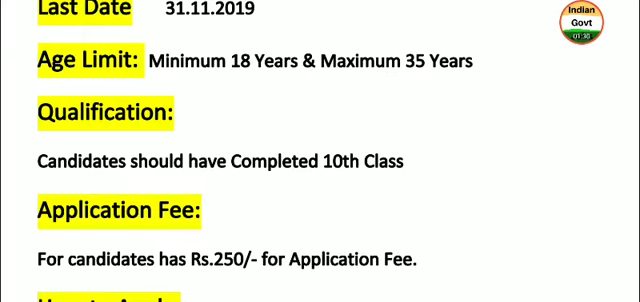 Last Date 31.11.2019
Indian
Govt
01:30
Age Limit: Minimum 18 Years & Maximum 35 Years
Qualification:
Candidates should have Completed 10th Class
Application Fee:
For candidates has Rs.250/- for Application Fee.